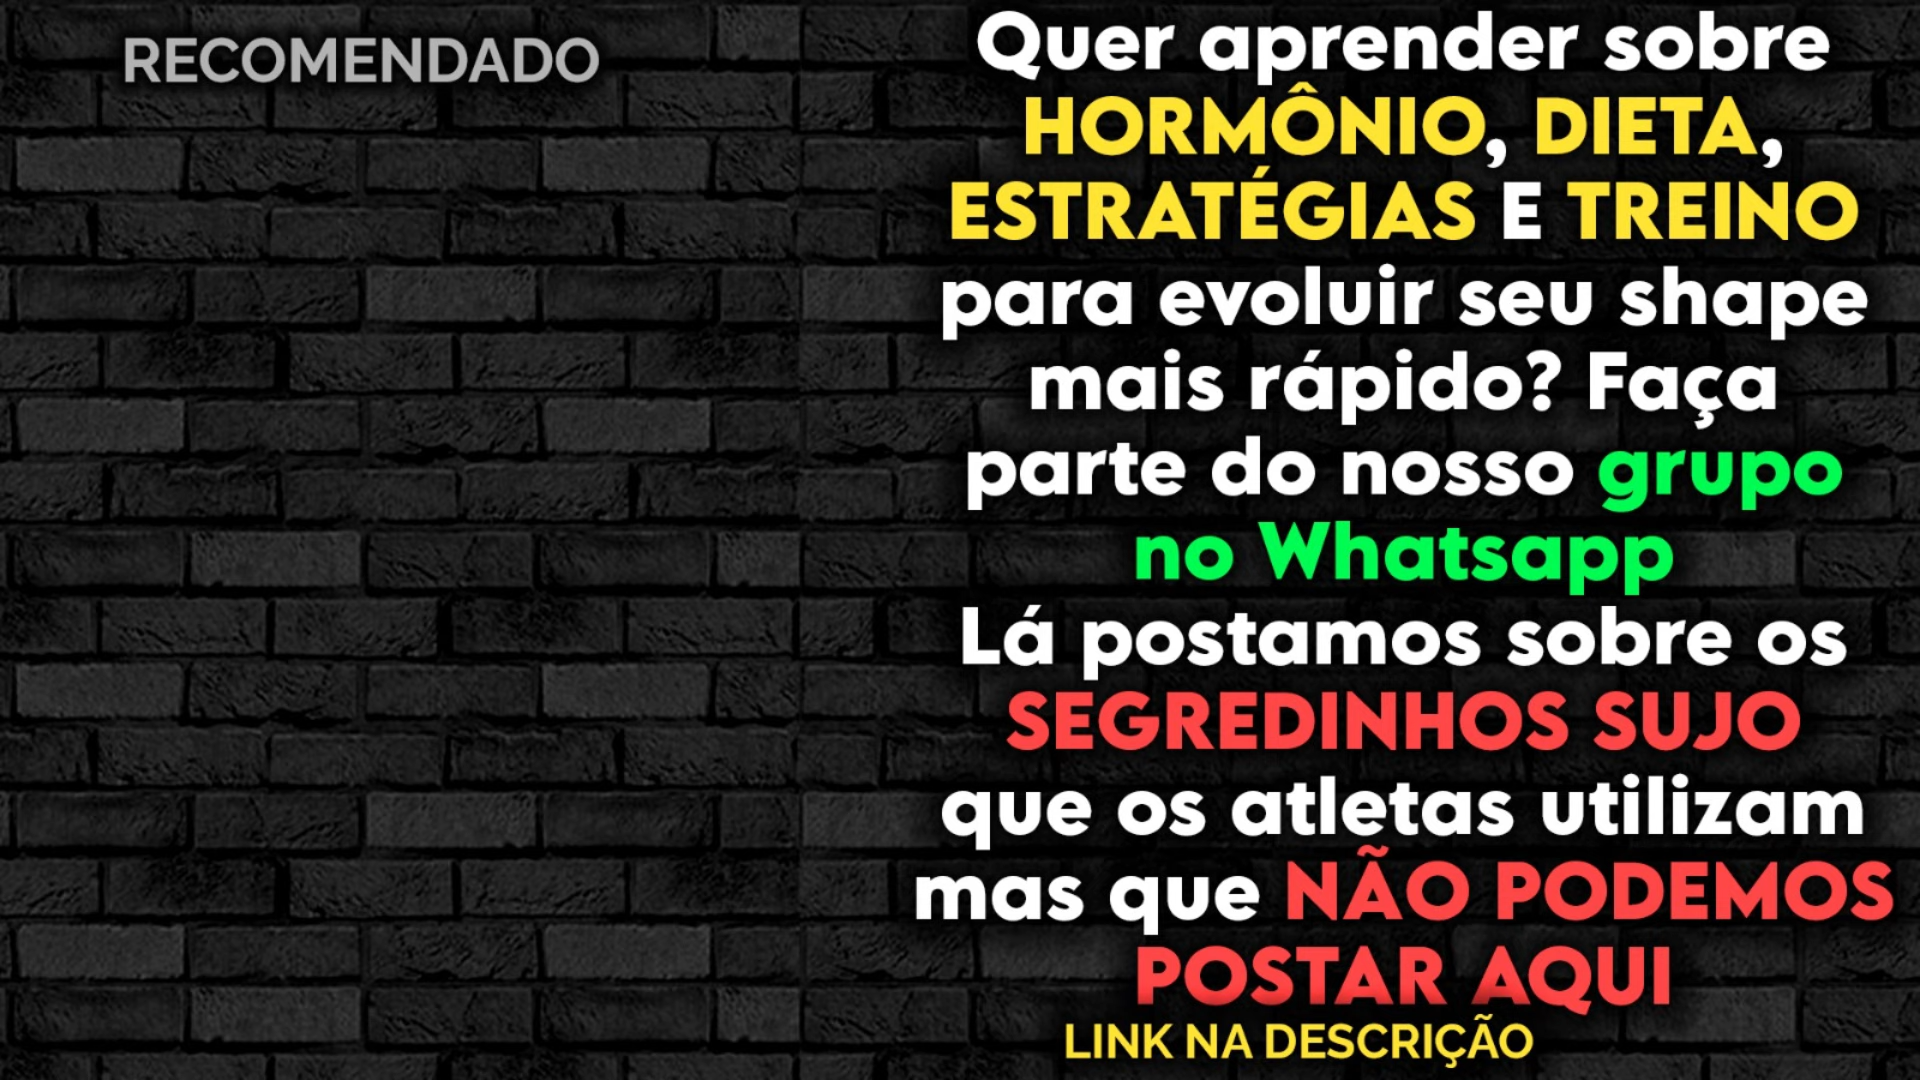 RECOMENDADO
Quer aprender sobre
HORMÔNIO, DIETA,
ESTRATÉGIAS E TREINO
para evoluir seu shape
mais rápido? Faça
parte do nosso grupo
no Whatsapp
Lá postamos sobre os
SEGREDINHOS SUJO
que os atletas utilizam
mas que NÃO PODEMOS
POSTAR AQUI
LINK NA DESCRIÇÃO